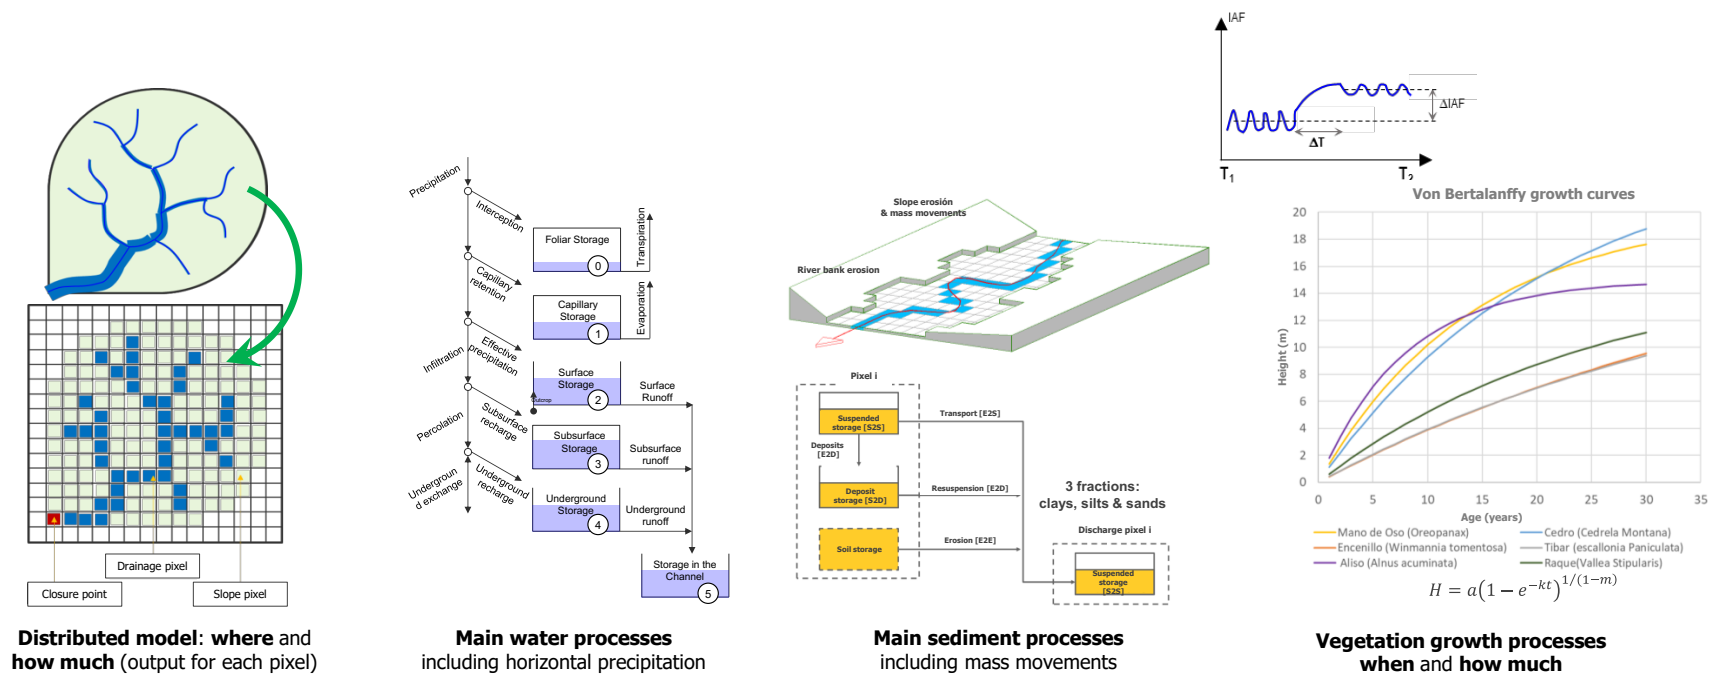 Drainage pixel
Closure point
Slope pixel
Distributed model: where and
how much (output for each pixel)
Precipitation
Interception
Foliar Storage
0
Transpiration
Capillary
retention
Capillary
Storage
1
Evaporation
Infiltration
Effective
precipitation
Surface
Storage
2
Outcrop
Surface
Runoff
Percolation
Subsurface
recharge
Subsurface
Storage
3
Subsurface
runoff
Undergroun
d exchange
Underground
recharge
Underground
Storage
4
Underground
runoff
Storage in the
Channel
5
Main water processes
including horizontal precipitation
Slope erosión
& mass movements
River bank erosion
Pixel i
Suspended
storage [S2S]
Transport [E2S]
Deposits
[E2D]
Deposit
storage [S2D]
Resuspension [E2D]
Soil storage
Erosion [E2E]
3 fractions:
clays, silts & sands
Discharge pixel i
Suspended
storage
[S2S]
Main sediment processes
including mass movements
IAF
ΔIAF
ΔT
T1
Von Bertalanffy growth curves
Height (m)
20
18
16
14
12
10
8
6
4
2
0
0 5 10 15 20 25 30 35
Age (years)
Mano de Oso (Oreopanax)
Cedro (Cedrela Montana)
Encenillo (Winmannia tomentosa)
Tibar (escallonia Paniculata)
Aliso (Alnus acuminata)
Raque(Vallea Stipularis)
H = a(1 − e^{−kt})^{1/(1−m)}
Vegetation growth processes
when and how much